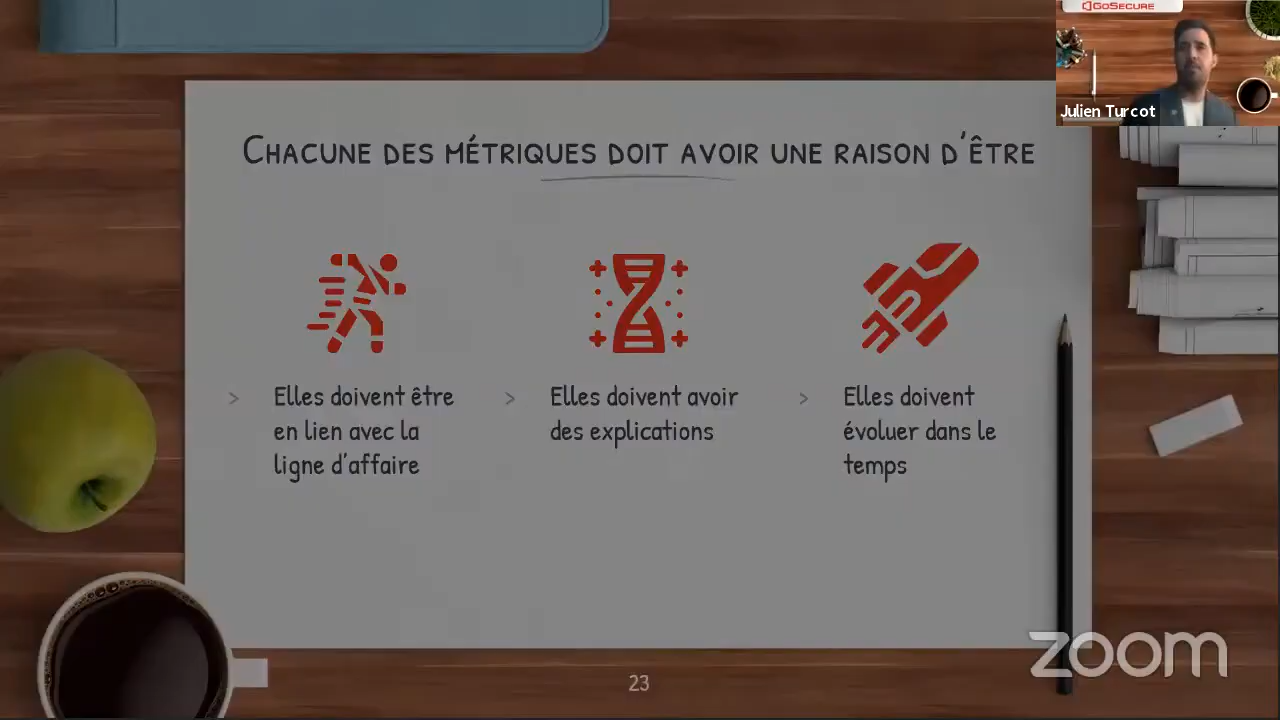 GoSecure
Julien Turcot
Chacune des métriques doit avoir une raison d'être
> Elles doivent être
en lien avec la
ligne d'affaire
> Elles doivent avoir
des explications
> Elles doivent
évoluer dans le
temps
zoom
23